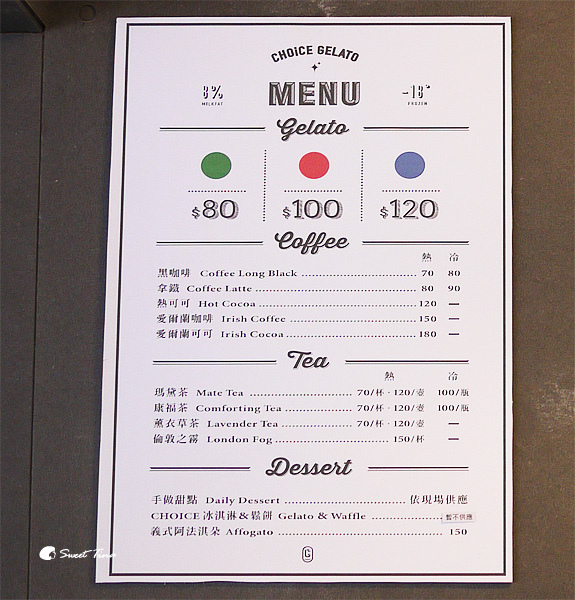 CHOiCE GELATO
8% MENU -18°
MILKFAT FROZEN
Gelato
$80 $100 $120
Coffee
熱 冷
黑咖啡 Coffee Long Black 70 80
拿鐵 Coffee Latte 80 90
熱可可 Hot Cocoa 120 —
愛爾蘭咖啡 Irish Coffee 150 —
愛爾蘭可可 Irish Cocoa 180 —
Tea
熱 冷
瑪黛茶 Mate Tea 70/杯·120/壺 100/瓶
康福茶 Comforting Tea 70/杯·120/壺 100/瓶
薰衣草茶 Lavender Tea 70/杯·120/壺 —
倫敦之霧 London Fog 150/杯 —
Dessert
手做甜點 Daily Dessert 依現場供應
CHOICE 冰淇淋&鬆餅 Gelato & Waffle 暫不供應
義式阿法淇朵 Affogato 150
G
Sweet Tina